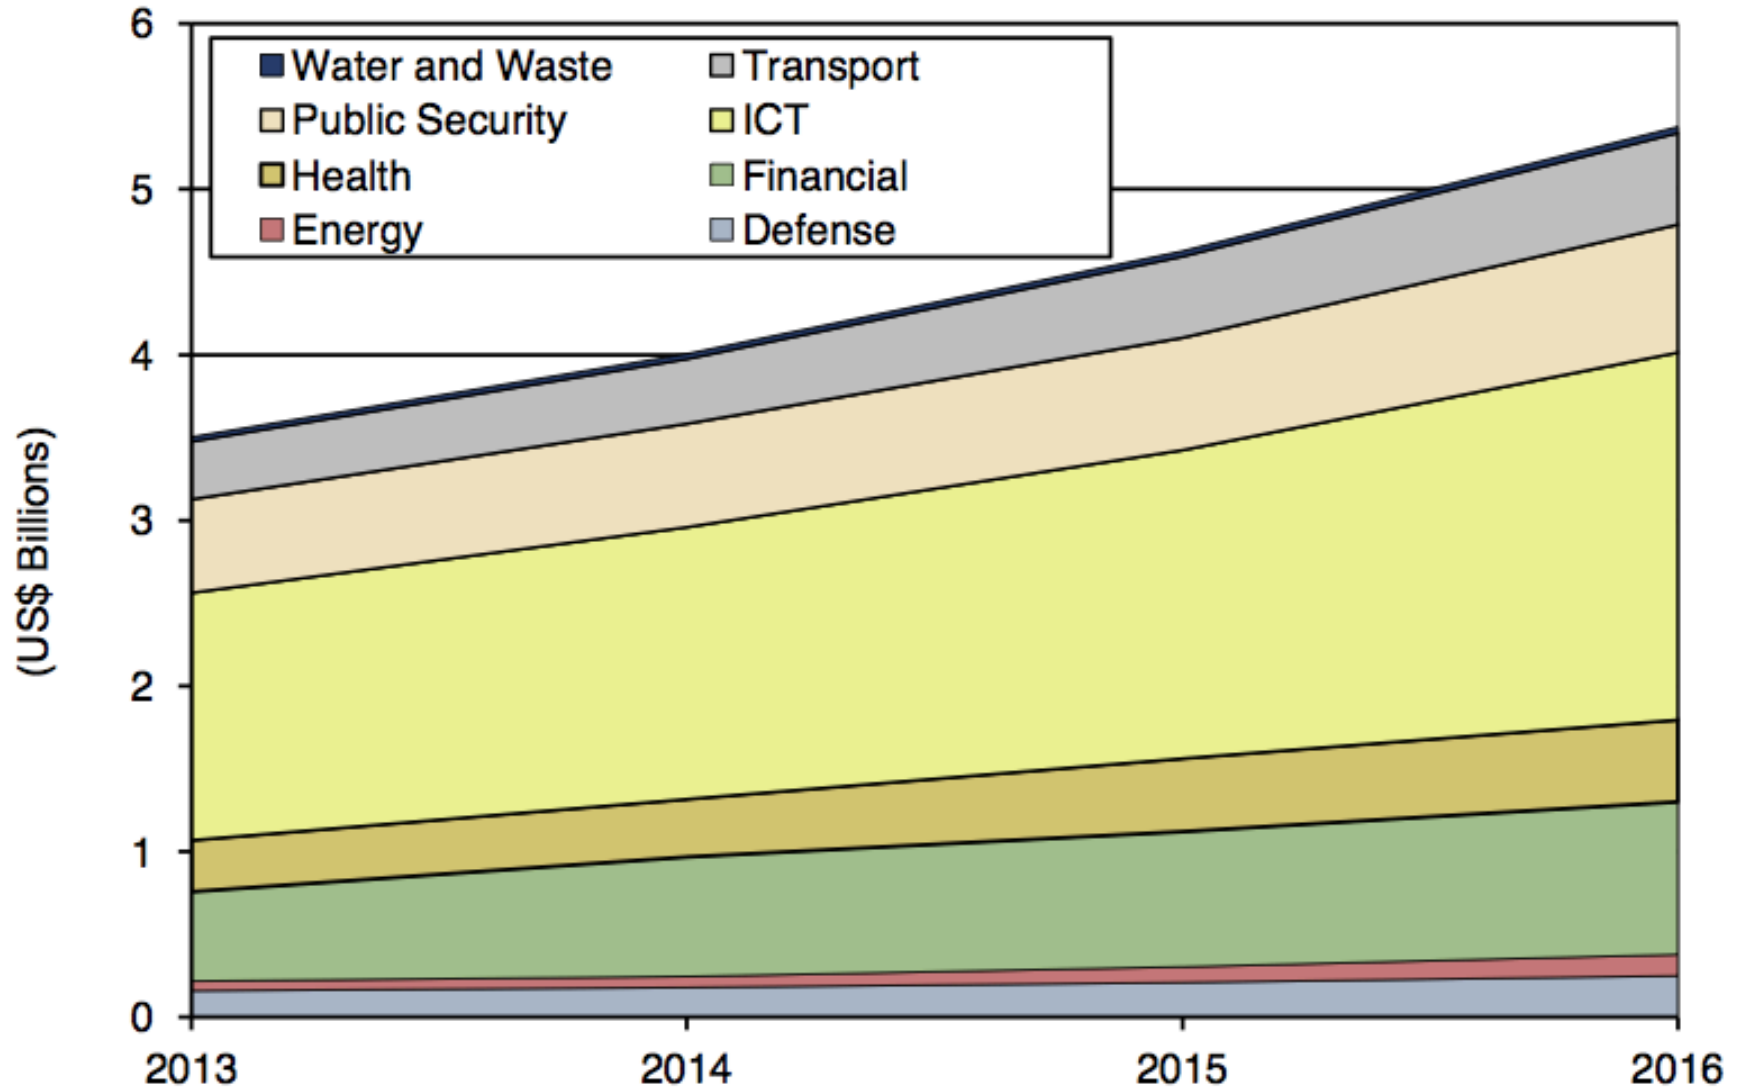 6
Water and Waste Transport
Public Security ICT
Health Financial
Energy Defense
5
4
3
2
1
0
(US$ Billions)
2013 2014 2015 2016